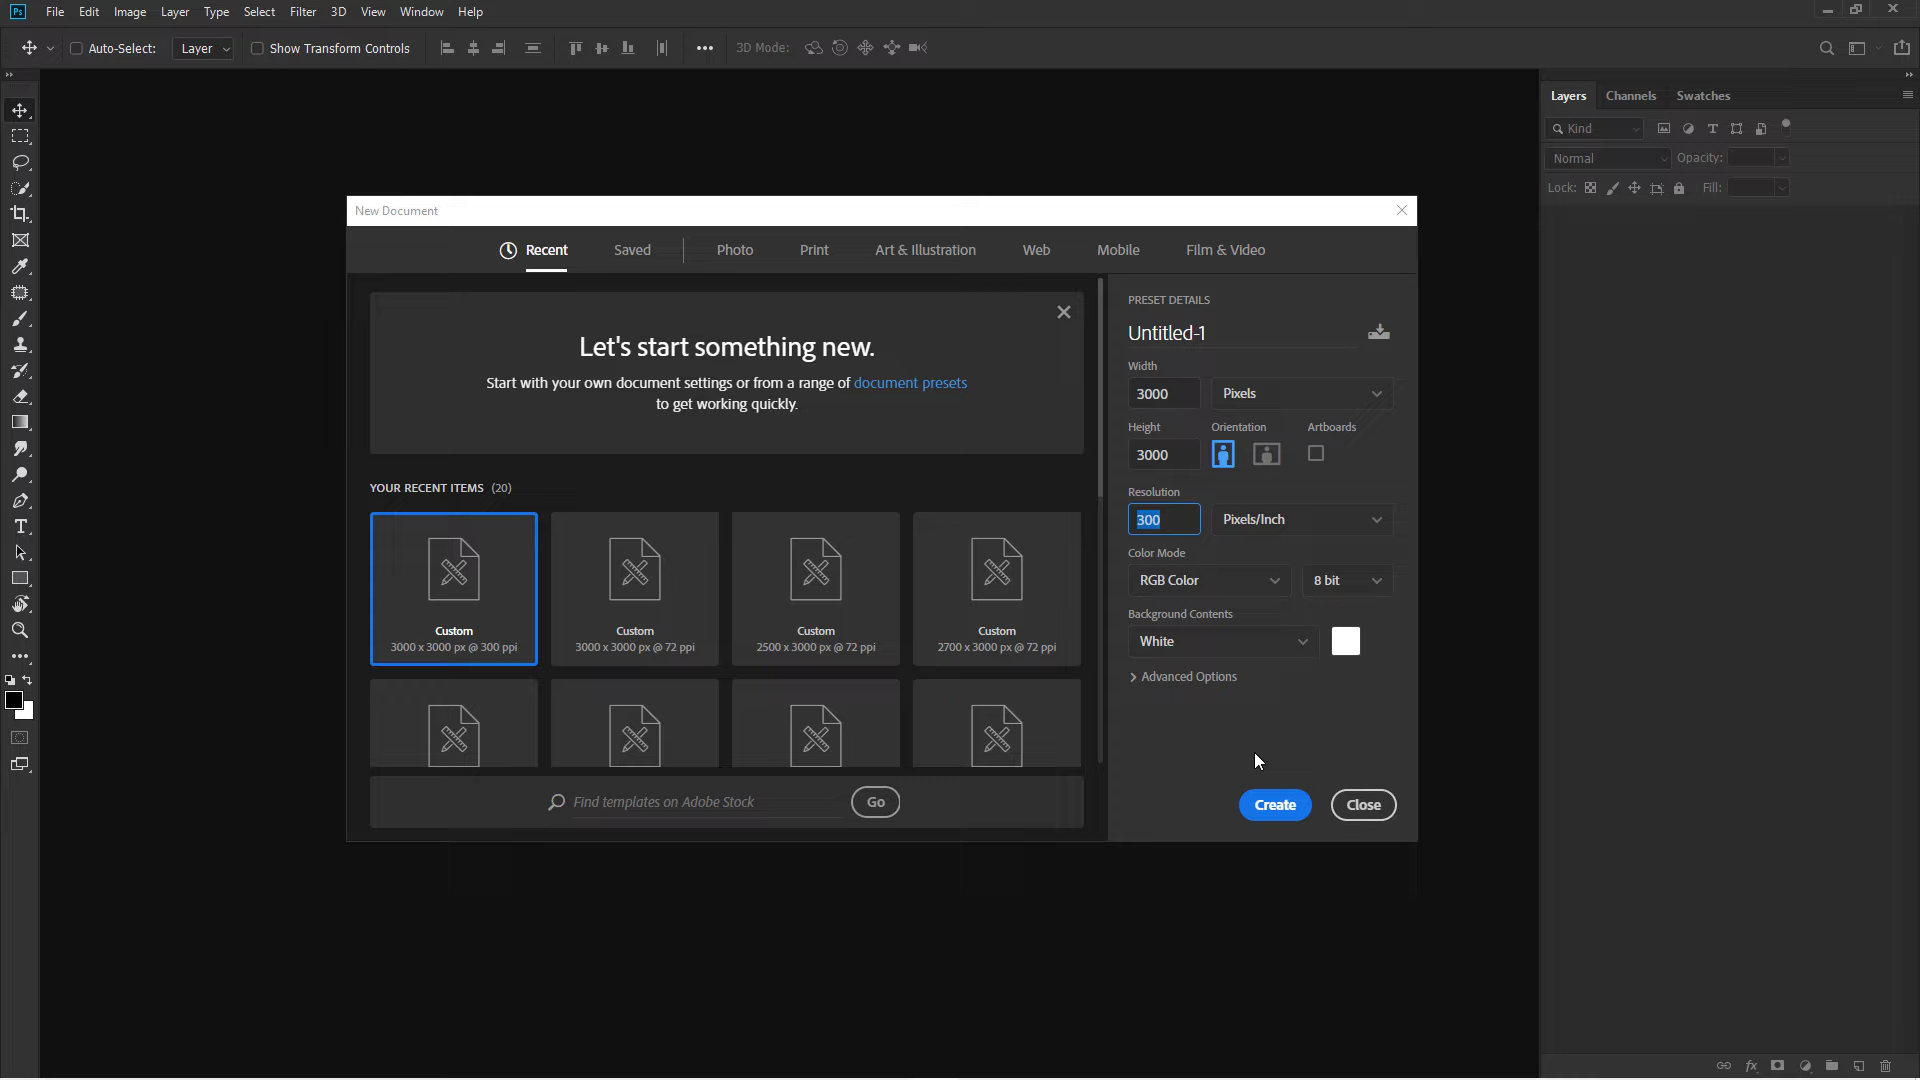 Ps File Edit Image Layer Type Select Filter 3D View Window Help
Auto-Select: Layer Show Transform Controls 3D Mode:
Layers Channels Swatches
Kind
Normal Opacity:
Lock: Fill:
New Document
Recent Saved Photo Print Art & Illustration Web Mobile Film & Video
Let's start something new.
Start with your own document settings or from a range of document presets
to get working quickly.
YOUR RECENT ITEMS (20)
Custom
3000 x 3000 px @ 300 ppi
Custom
3000 x 3000 px @ 72 ppi
Custom
2500 x 3000 px @ 72 ppi
Custom
2700 x 3000 px @ 72 ppi
Find templates on Adobe Stock Go
PRESET DETAILS
Untitled-1
Width
3000 Pixels
Height Orientation Artboards
3000
Resolution
300 Pixels/Inch
Color Mode
RGB Color 8 bit
Background Contents
White
Advanced Options
Create Close
T
fx